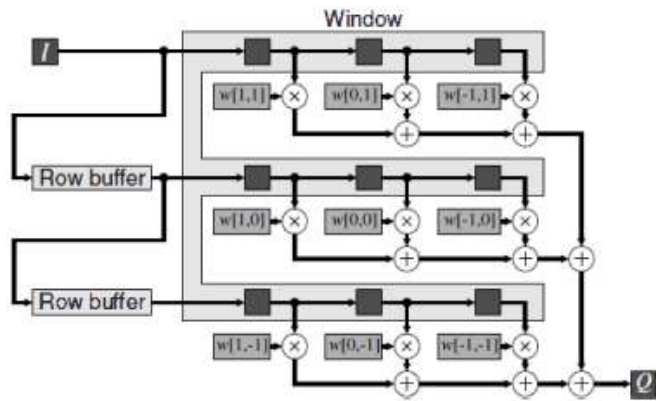 Window
I
w[1,1] w[0,1] w[-1,1]
Row buffer
w[1,0] w[0,0] w[-1,0]
Row buffer
w[1,-1] w[0,-1] w[-1,-1]
Q